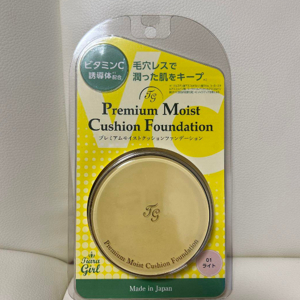 ビタミンC
誘導体配合
毛穴レスで
潤った肌をキープ。
TG
Premium Moist
Cushion Foundation
プレミアムモイストクッションファンデーション
TG
Premium Moist Cushion Foundation
Tiara
Girl
01
ライト
Made in Japan